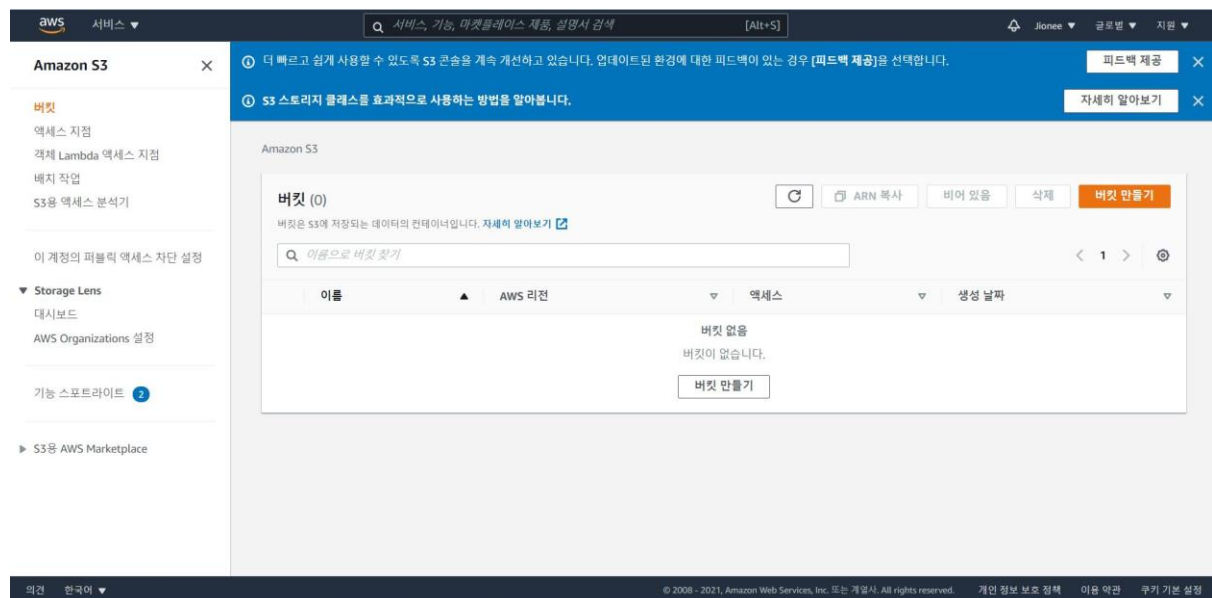 aws 서비스 ▼ 서비스, 기능, 마켓플레이스 제품, 설명서 검색 [Alt+S] Jionee ▼ 글로벌 ▼ 지원 ▼
Amazon S3 ×
버킷
액세스 지점
객체 Lambda 액세스 지점
배치 작업
S3용 액세스 분석기
이 계정의 퍼블릭 액세스 차단 설정
▼ Storage Lens
대시보드
AWS Organizations 설정
기능 스포트라이트 2
▶ S3용 AWS Marketplace
더 빠르고 쉽게 사용할 수 있도록 S3 콘솔을 계속 개선하고 있습니다. 업데이트된 환경에 대한 피드백이 있는 경우 [피드백 제공]을 선택합니다. 피드백 제공 ×
S3 스토리지 클래스를 효과적으로 사용하는 방법을 알아봅니다. 자세히 알아보기 ×
Amazon S3
버킷 (0) ARN 복사 비어 있음 삭제 버킷 만들기
버킷은 S3에 저장되는 데이터의 컨테이너입니다. 자세히 알아보기
이름으로 버킷 찾기 < 1 >
이름 ▲ AWS 리전 ▽ 액세스 ▽ 생성 날짜 ▽
버킷 없음
버킷이 없습니다.
버킷 만들기
의견 한국어 ▼ © 2008 - 2021, Amazon Web Services, Inc. 또는 계열사. All rights reserved. 개인 정보 보호 정책 이용 약관 쿠키 기본 설정